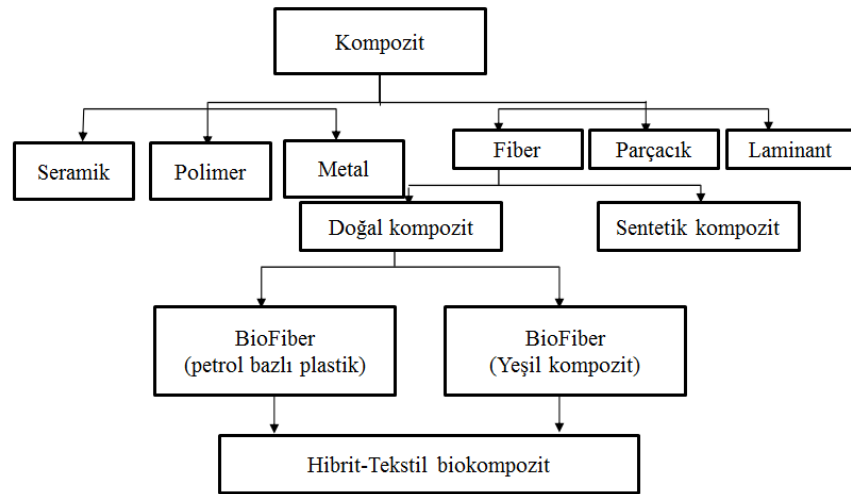 Kompozit
Seramik
Polimer
Metal
Fiber
Parçacık
Laminant
Doğal kompozit
Sentetik kompozit
BioFiber
(petrol bazlı plastik)
BioFiber
(Yeşil kompozit)
Hibrit-Tekstil biokompozit